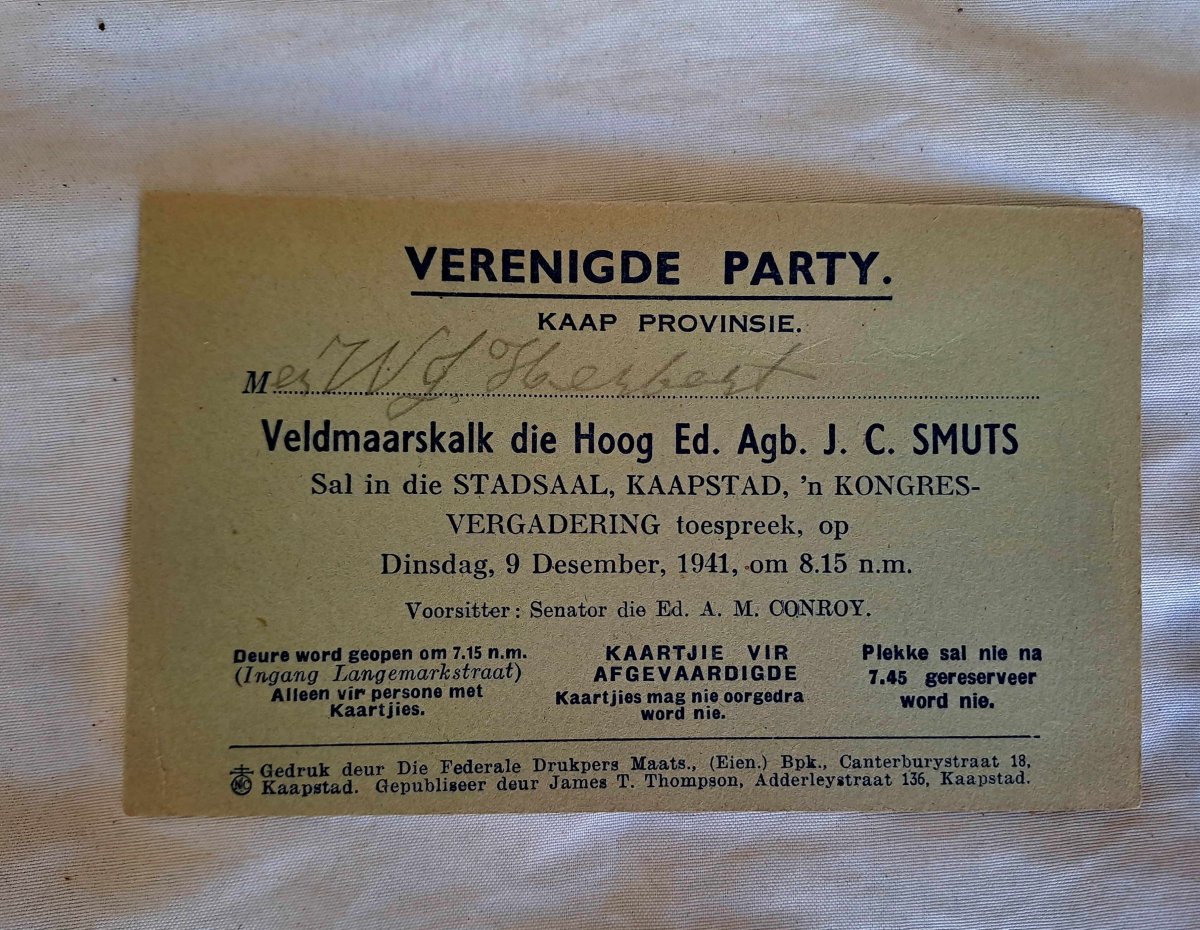 VERENIGDE PARTY.
KAAP PROVINSIE.
Mer W J Herbert
Veldmaarskalk die Hoog Ed. Agb. J. C. SMUTS
Sal in die STADSAAL, KAAPSTAD, 'n KONGRES-
VERGADERING toespreek, op
Dinsdag, 9 Desember, 1941, om 8.15 n.m.
Voorsitter: Senator die Ed. A. M. CONROY.
Deure word geopen om 7.15 n.m.
(Ingang Langemarkstraat)
Alleen vir persone met
Kaartjies.
KAARTJIE VIR
AFGEVAARDIGDE
Kaartjies mag nie oorgedra
word nie.
Plekke sal nie na
7.45 gereserveer
word nie.
Gedruk deur Die Federale Drukpers Maats., (Eien.) Bpk., Canterburystraat 18,
Kaapstad. Gepubliseer deur James T. Thompson, Adderleystraat 136, Kaapstad.